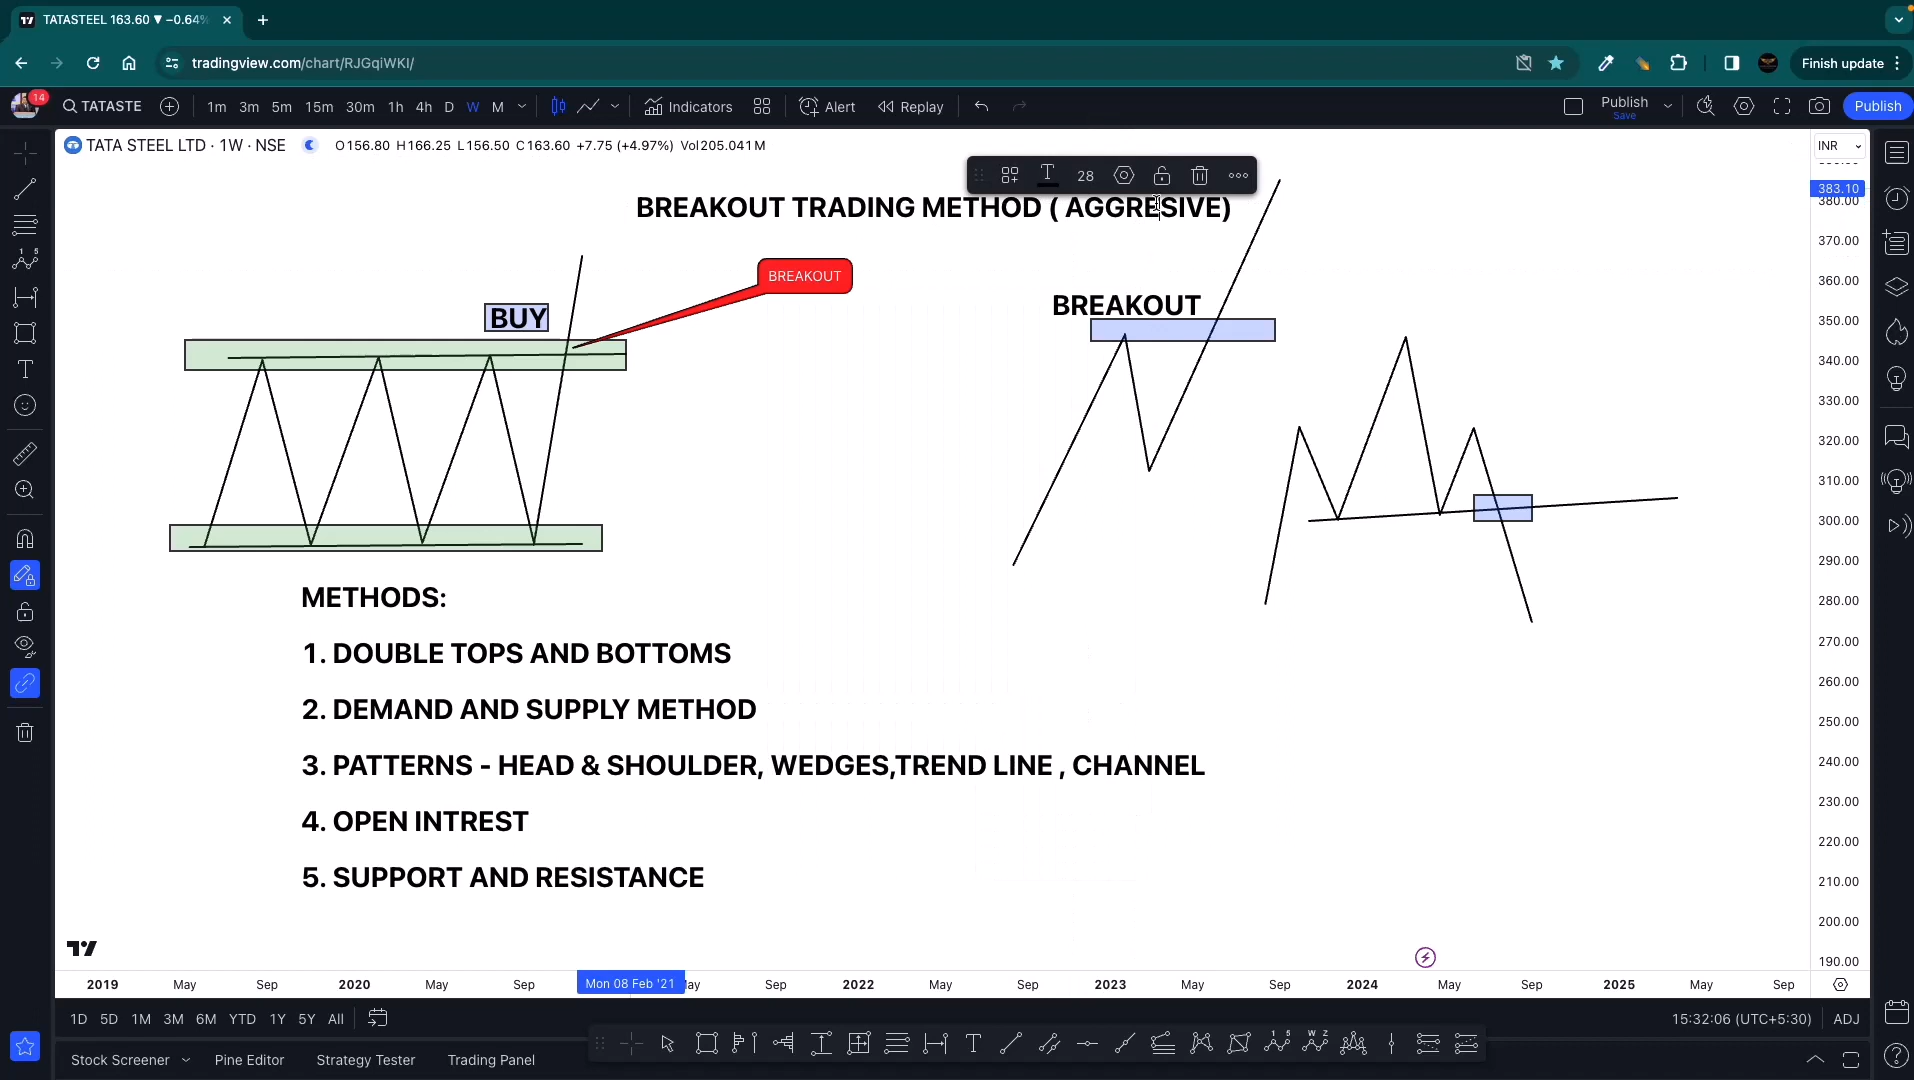 TATASTEEL 163.60 ▼ −0.64%
tradingview.com/chart/RJGqiWKI/
Finish update
14
TATASTE
1m 3m 5m 15m 30m 1h 4h D W M
Indicators
Alert
Replay
Publish
Save
Publish
TATA STEEL LTD · 1W · NSE
O156.80 H166.25 L156.50 C163.60 +7.75 (+4.97%) Vol205.041M
INR
28
383.10
380.00
370.00
360.00
350.00
340.00
330.00
320.00
310.00
300.00
290.00
280.00
270.00
260.00
250.00
240.00
230.00
220.00
210.00
200.00
190.00
BREAKOUT TRADING METHOD ( AGGRESIVE)
BREAKOUT
BUY
BREAKOUT
METHODS:
1. DOUBLE TOPS AND BOTTOMS
2. DEMAND AND SUPPLY METHOD
3. PATTERNS - HEAD & SHOULDER, WEDGES,TREND LINE , CHANNEL
4. OPEN INTREST
5. SUPPORT AND RESISTANCE
2019 May Sep 2020 May Sep Mon 08 Feb '21 Sep 2022 May Sep 2023 May Sep 2024 May Sep 2025 May Sep
1D 5D 1M 3M 6M YTD 1Y 5Y All
15:32:06 (UTC+5:30) ADJ
Stock Screener Pine Editor Strategy Tester Trading Panel